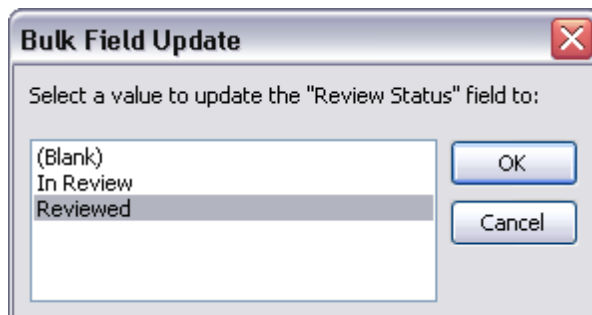 Bulk Field Update
Select a value to update the "Review Status" field to:
(Blank)
In Review
Reviewed
OK
Cancel